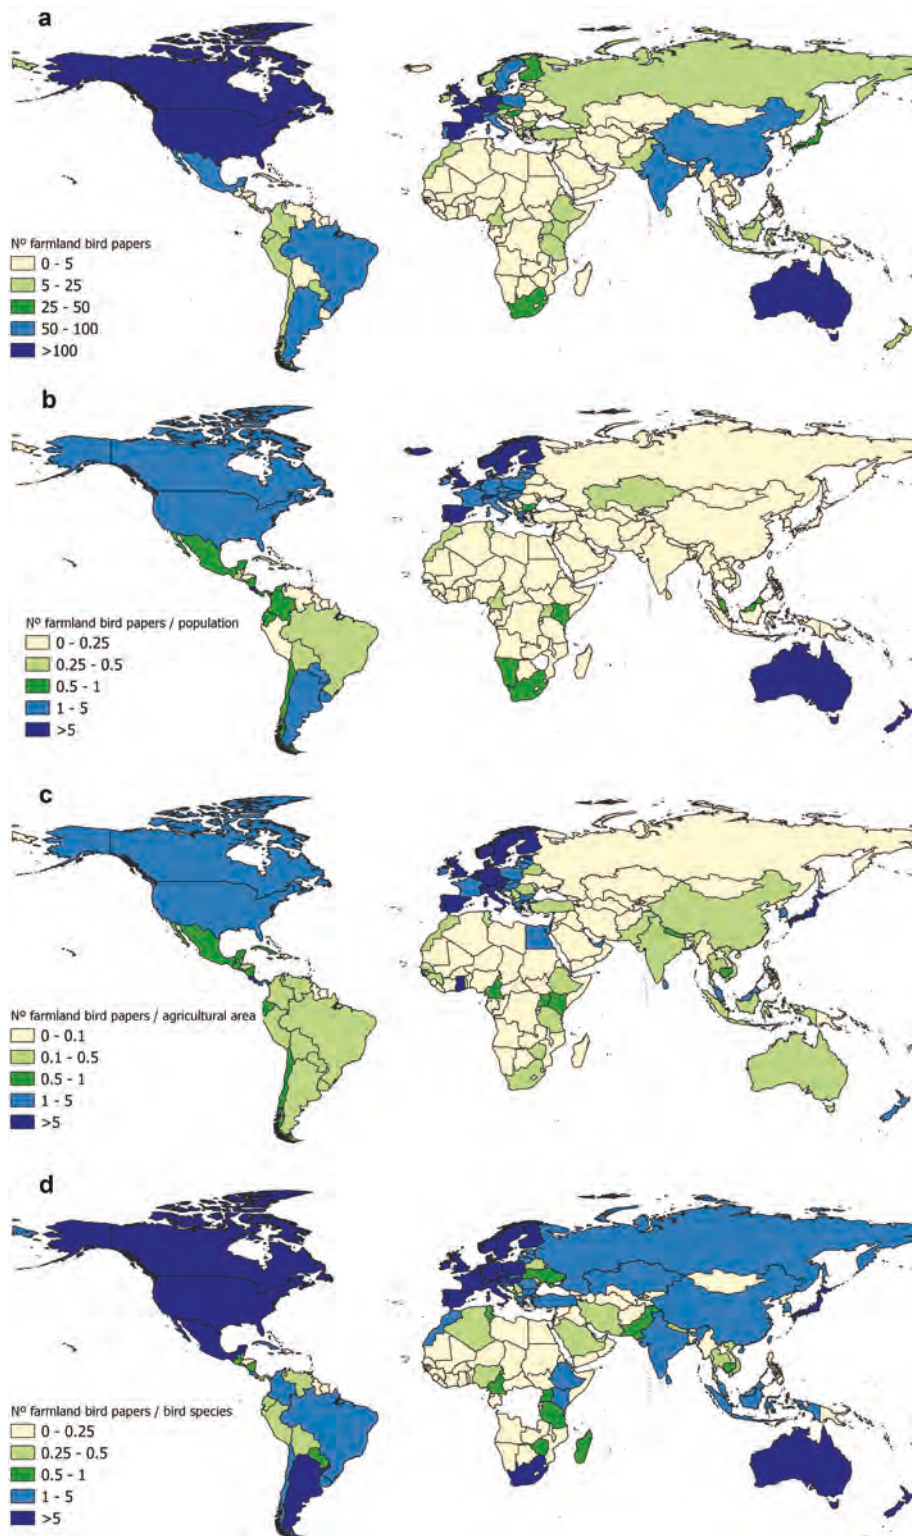 a
Nº farmland bird papers
0 - 5
5 - 25
25 - 50
50 - 100
>100
b
Nº farmland bird papers / population
0 - 0.25
0.25 - 0.5
0.5 - 1
1 - 5
>5
c
Nº farmland bird papers / agricultural area
0 - 0.1
0.1 - 0.5
0.5 - 1
1 - 5
>5
d
Nº farmland bird papers / bird species
0 - 0.25
0.25 - 0.5
0.5 - 1
1 - 5
>5